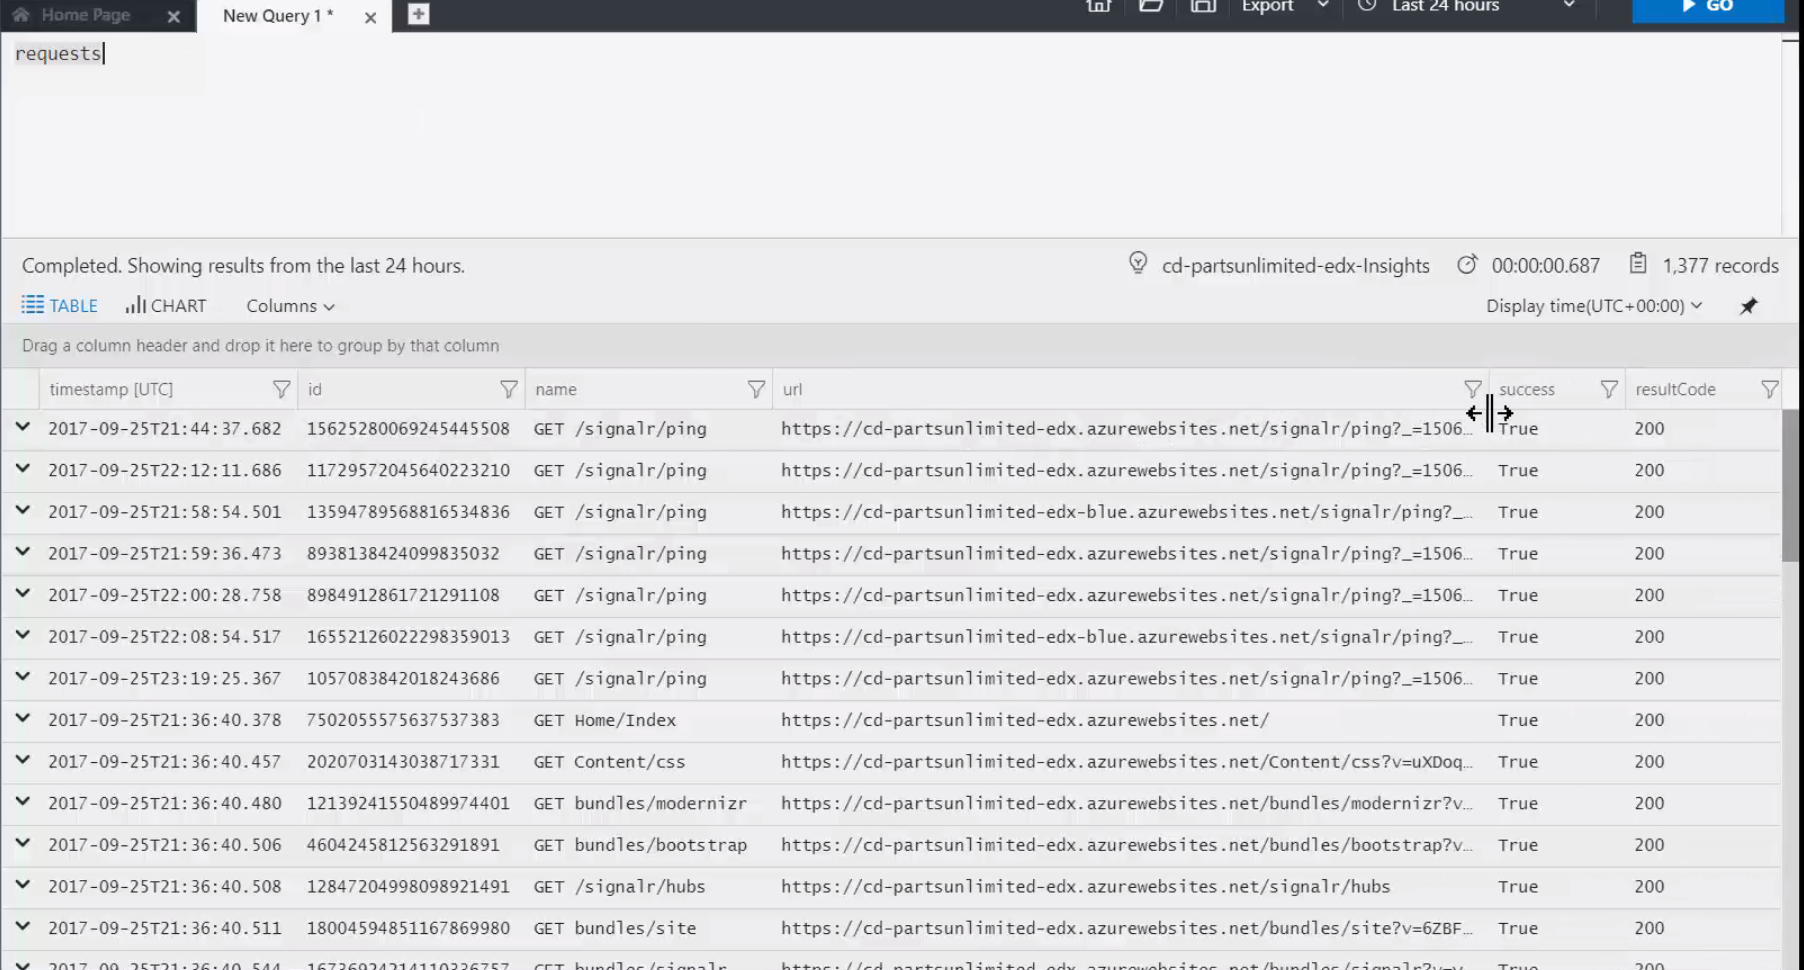 Home Page
New Query 1 *
Export
Last 24 hours
GO
requests
Completed. Showing results from the last 24 hours.
cd-partsunlimited-edx-Insights
00:00:00.687
1,377 records
TABLE
CHART
Columns
Display time(UTC+00:00)
Drag a column header and drop it here to group by that column
timestamp [UTC] id name url success resultCode
2017-09-25T21:44:37.682 15625280069245445508 GET /signalr/ping https://cd-partsunlimited-edx.azurewebsites.net/signalr/ping?_=1506… True 200
2017-09-25T22:12:11.686 11729572045640223210 GET /signalr/ping https://cd-partsunlimited-edx.azurewebsites.net/signalr/ping?_=1506… True 200
2017-09-25T21:58:54.501 13594789568816534836 GET /signalr/ping https://cd-partsunlimited-edx-blue.azurewebsites.net/signalr/ping?_… True 200
2017-09-25T21:59:36.473 8938138424099835032 GET /signalr/ping https://cd-partsunlimited-edx.azurewebsites.net/signalr/ping?_=1506… True 200
2017-09-25T22:00:28.758 8984912861721291108 GET /signalr/ping https://cd-partsunlimited-edx.azurewebsites.net/signalr/ping?_=1506… True 200
2017-09-25T22:08:54.517 16552126022298359013 GET /signalr/ping https://cd-partsunlimited-edx-blue.azurewebsites.net/signalr/ping?_… True 200
2017-09-25T23:19:25.367 1057083842018243686 GET /signalr/ping https://cd-partsunlimited-edx.azurewebsites.net/signalr/ping?_=1506… True 200
2017-09-25T21:36:40.378 7502055575637537383 GET Home/Index https://cd-partsunlimited-edx.azurewebsites.net/ True 200
2017-09-25T21:36:40.457 2020703143038717331 GET Content/css https://cd-partsunlimited-edx.azurewebsites.net/Content/css?v=uXDoq… True 200
2017-09-25T21:36:40.480 12139241550489974401 GET bundles/modernizr https://cd-partsunlimited-edx.azurewebsites.net/bundles/modernizr?v… True 200
2017-09-25T21:36:40.506 4604245812563291891 GET bundles/bootstrap https://cd-partsunlimited-edx.azurewebsites.net/bundles/bootstrap?v… True 200
2017-09-25T21:36:40.508 12847204998098921491 GET /signalr/hubs https://cd-partsunlimited-edx.azurewebsites.net/signalr/hubs True 200
2017-09-25T21:36:40.511 18004594851167869980 GET bundles/site https://cd-partsunlimited-edx.azurewebsites.net/bundles/site?v=6ZBF… True 200